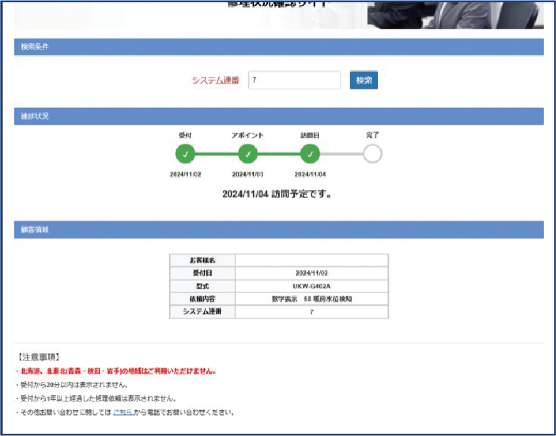 修理状況確認サイト
検索条件
システム連番 7 検索
進捗状況
受付 アポイント 訪問日 完了
2024/11/02 2024/11/03 2024/11/04
2024/11/04 訪問予定です。
顧客情報
お客様名
受付日 2024/11/02
型式 UKW-G402A
依頼内容 数字表示 58 暖房水位検知
システム連番 7
【注意事項】
・北海道、北東北(青森・秋田・岩手)の地域はご利用いただけません。
・受付から20分以内は表示されません。
・受付から1年以上経過した修理依頼は表示されません。
・その他お問い合わせに関しては こちら から電話でお問い合わせください。